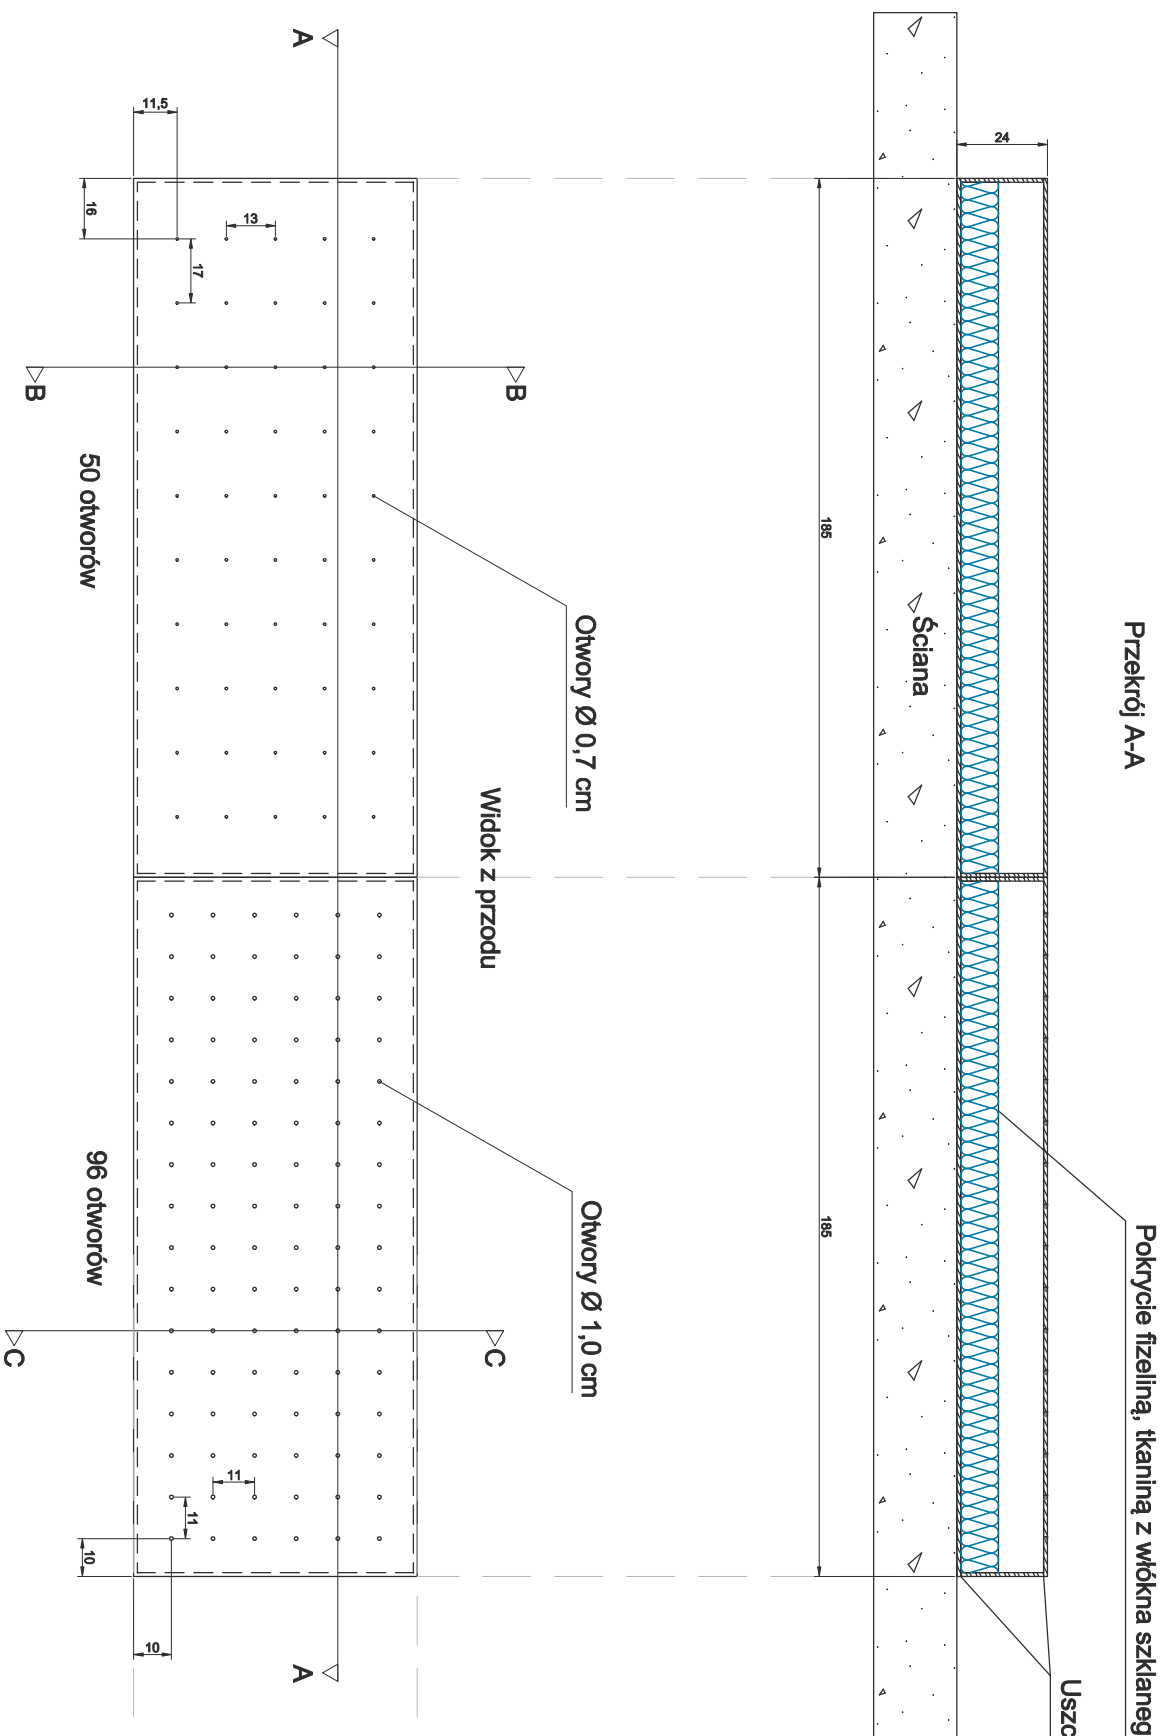 Przekrój A-A
Pokrycie fizeliną, tkaniną z włókna szklaneg
Uszc
24
Ściana
185
185
Otwory Ø 0,7 cm
Otwory Ø 1,0 cm
Widok z przodu
B
C
A
A
11,5
16
13
17
11
11
10
10
50 otworów
96 otworów
B
C